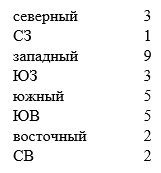 северный 3
СЗ 1
западный 9
ЮЗ 3
южный 5
ЮВ 5
восточный 2
СВ 2